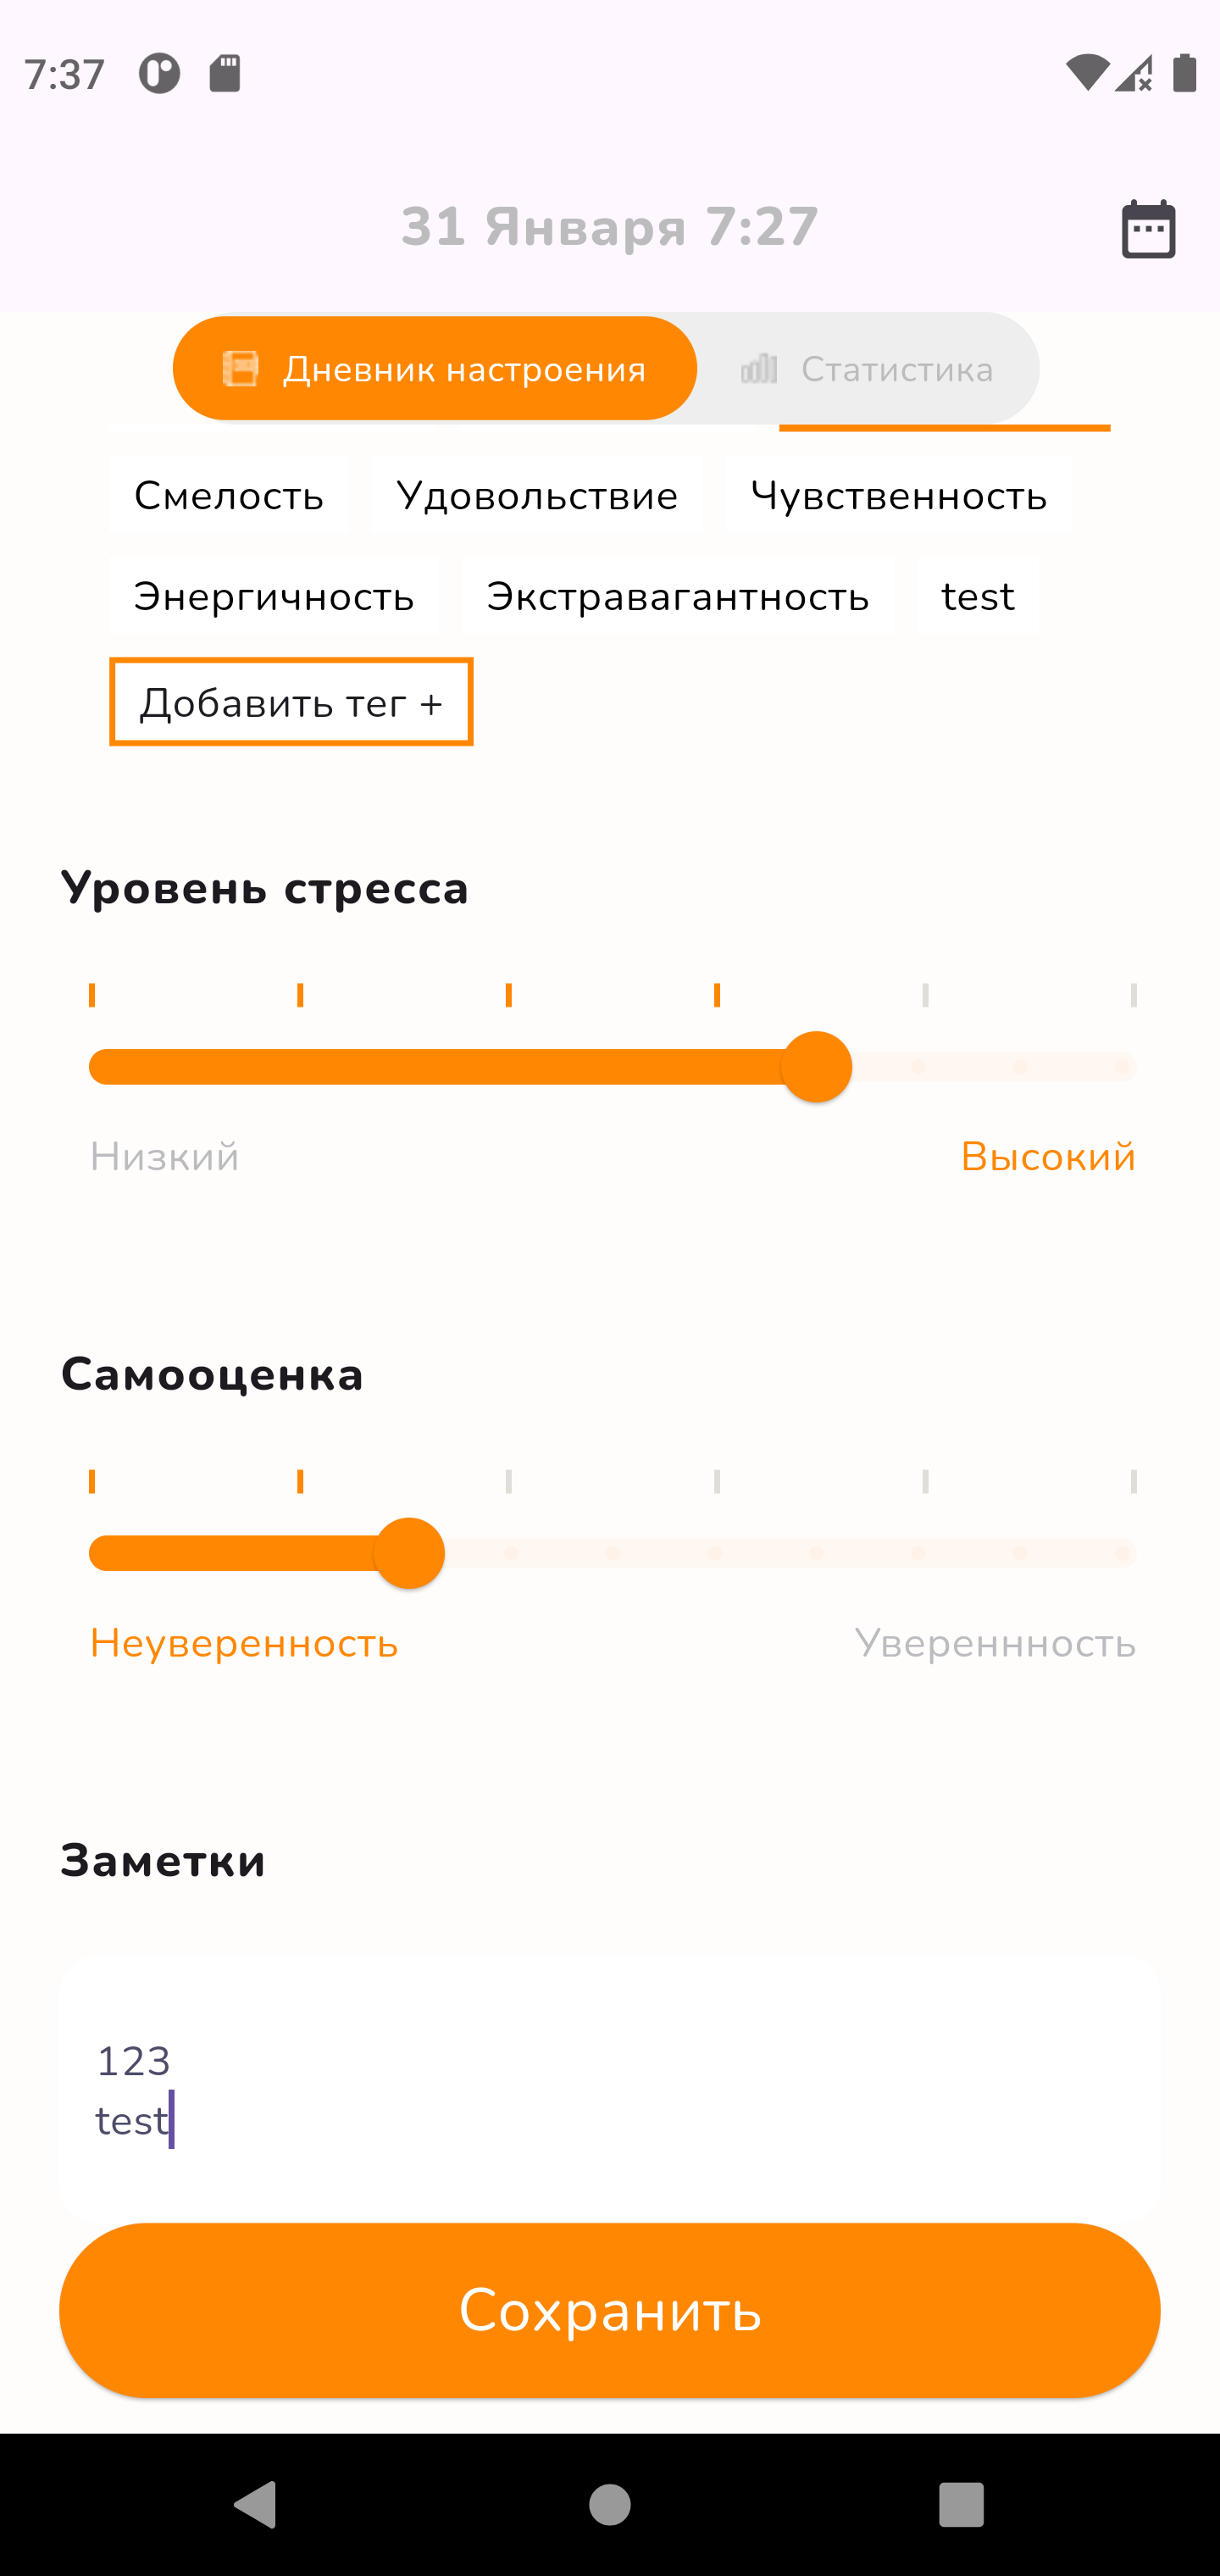 7:37
31 Января 7:27
Дневник настроения
Статистика
Смелость
Удовольствие
Чувственность
Энергичность
Экстравагантность
test
Добавить тег +
Уровень стресса
Низкий
Высокий
Самооценка
Неуверенность
Увереннность
Заметки
123
test
Сохранить